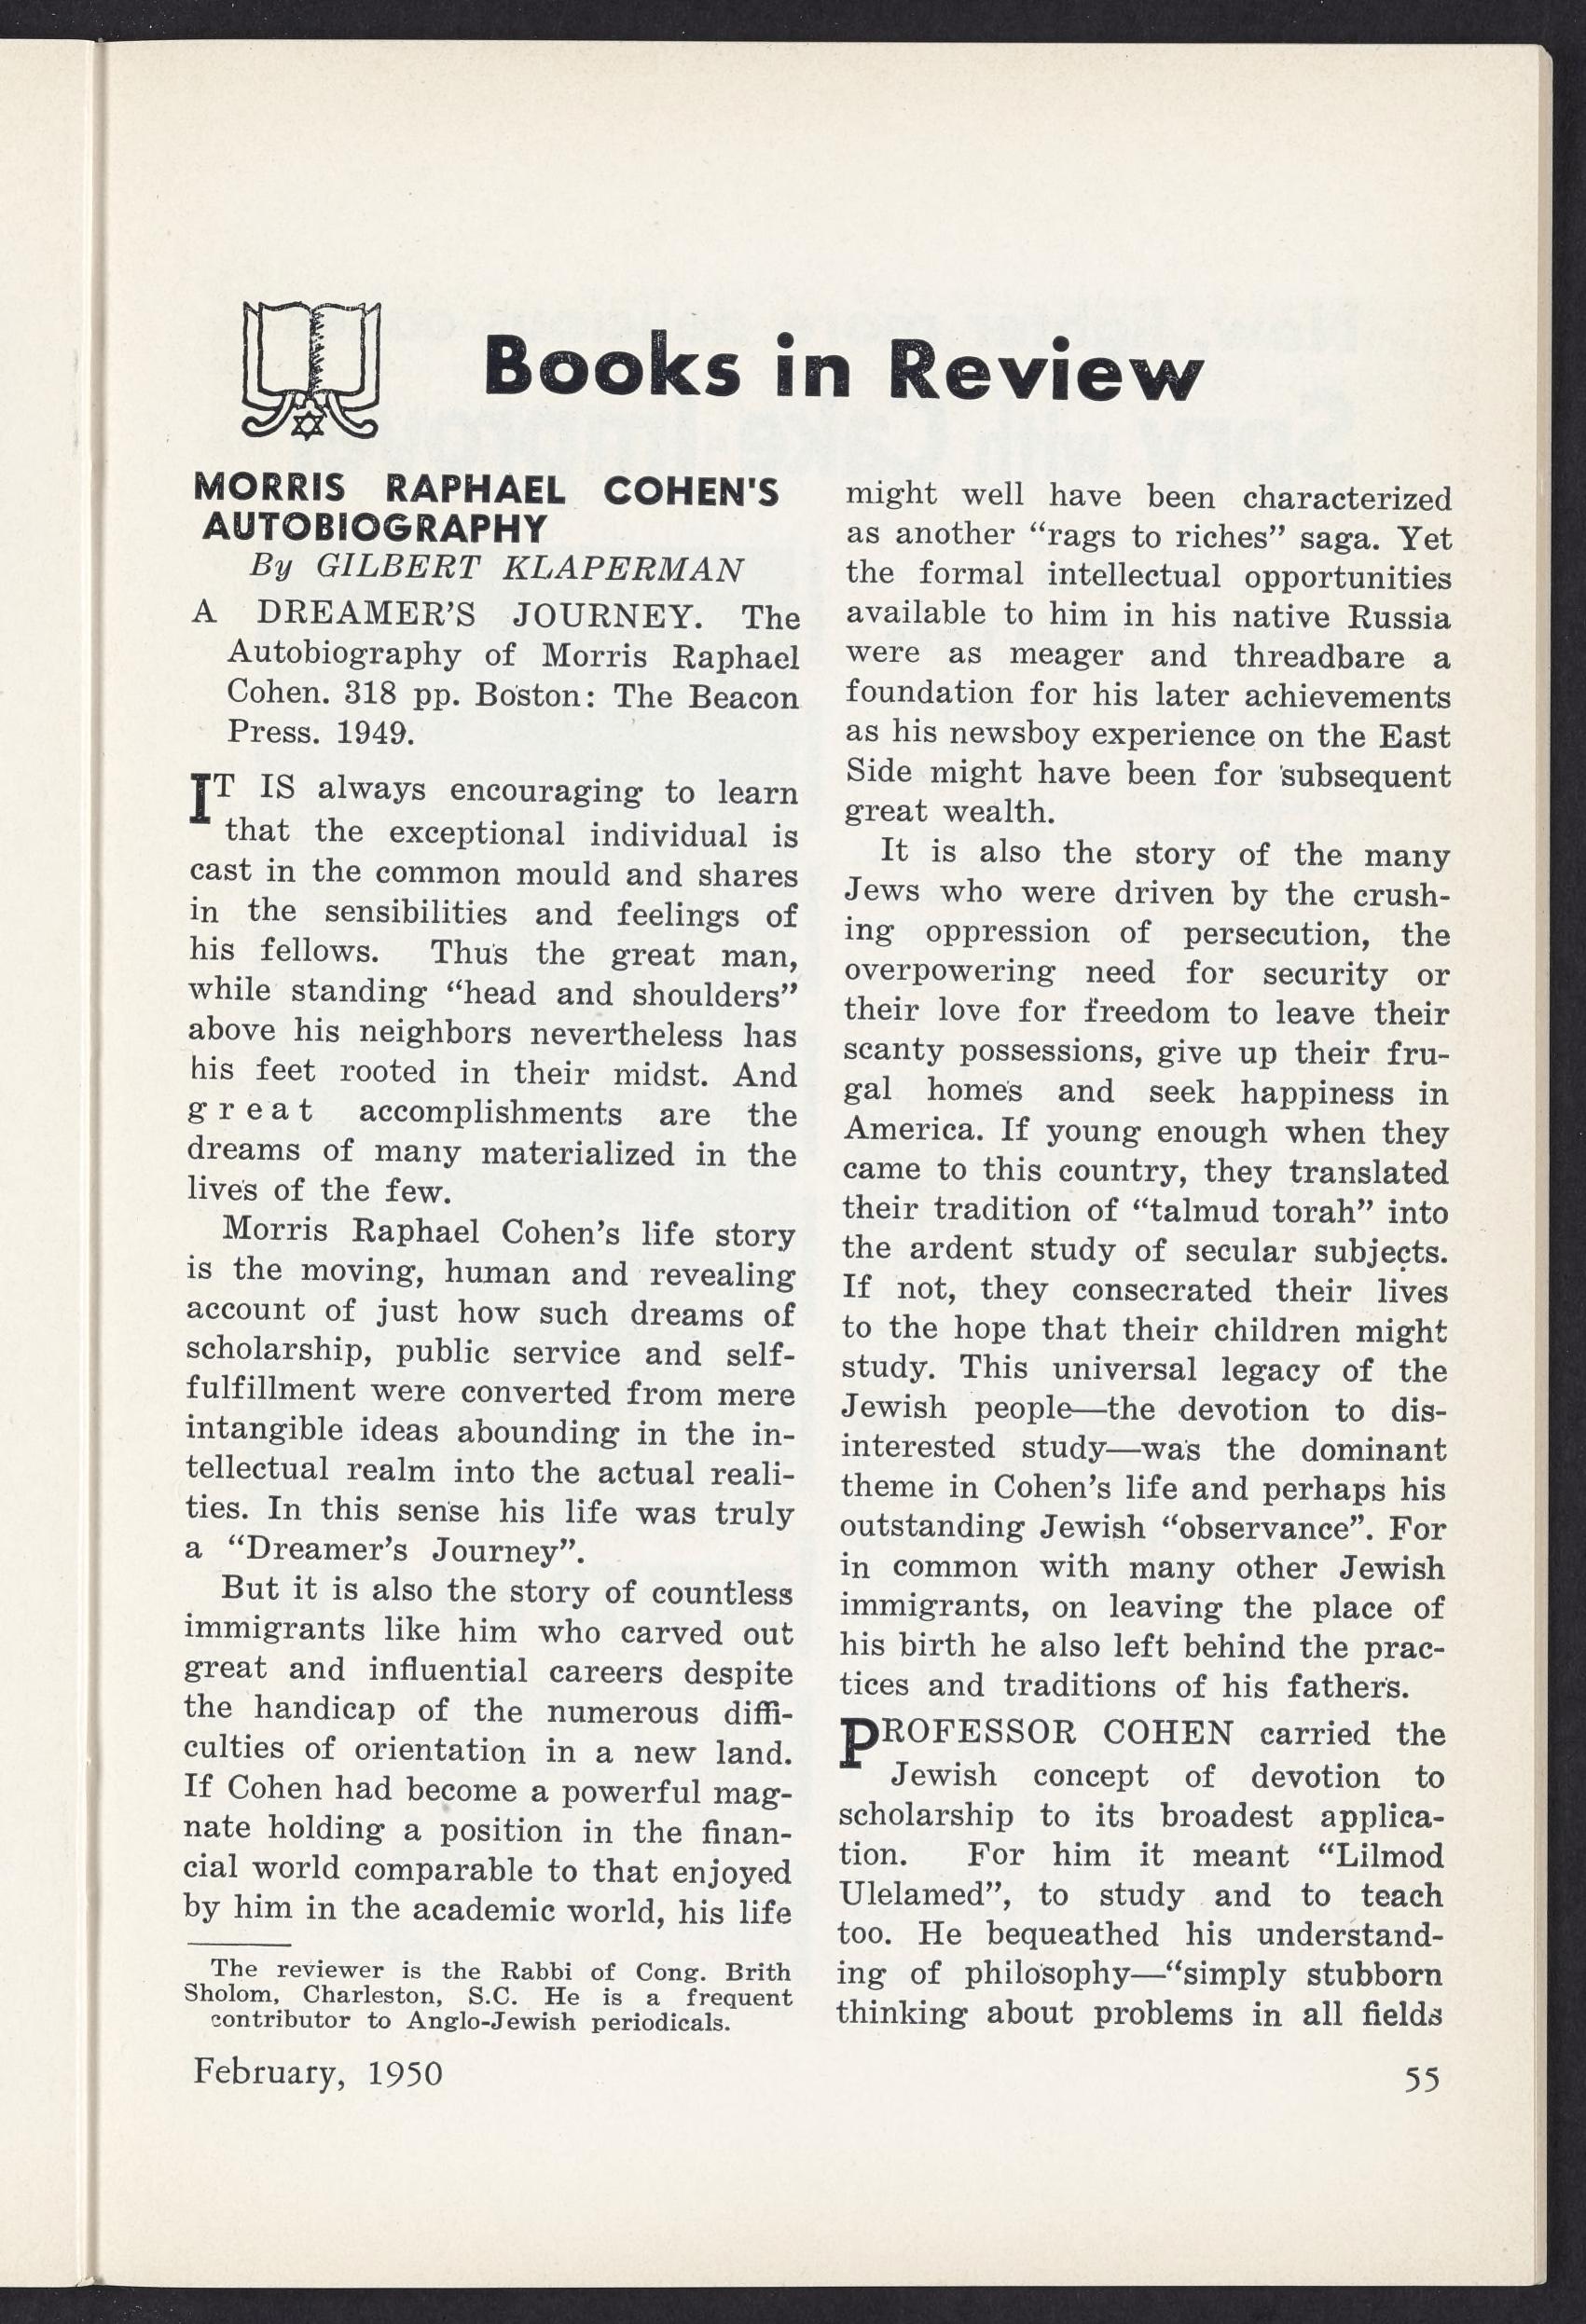 Books in Review
MORRIS RAPHAEL COHEN'S
AUTOBIOGRAPHY
By GILBERT KLAPERMAN
A DREAMER'S JOURNEY. The
Autobiography of Morris Raphael
Cohen. 318 pp. Boston: The Beacon
Press. 1949.
IT IS always encouraging to learn
that the exceptional individual is
cast in the common mould and shares
in the sensibilities and feelings of
his fellows. Thus the great man,
while standing “head and shoulders”
above his neighbors nevertheless has
his feet rooted in their midst. And
great accomplishments are the
dreams of many materialized in the
lives of the few.
Morris Raphael Cohen's life story
is the moving, human and revealing
account of just how such dreams of
scholarship, public service and self-
fulfillment were converted from mere
intangible ideas abounding in the in-
tellectual realm into the actual reali-
ties. In this sense his life was truly
a “Dreamer's Journey”.
But it is also the story of countless
immigrants like him who carved out
great and influential careers despite
the handicap of the numerous diffi-
culties of orientation in a new land.
If Cohen had become a powerful mag-
nate holding a position in the finan-
cial world comparable to that enjoyed
by him in the academic world, his life
The reviewer is the Rabbi of Cong. Brith
Sholom, Charleston, S.C. He is a frequent
contributor to Anglo-Jewish periodicals.
might well have been characterized
as another “rags to riches” saga. Yet
the formal intellectual opportunities
available to him in his native Russia
were as meager and threadbare a
foundation for his later achievements
as his newsboy experience on the East
Side might have been for subsequent
great wealth.
It is also the story of the many
Jews who were driven by the crush-
ing oppression of persecution, the
overpowering need for security or
their love for freedom to leave their
scanty possessions, give up their fru-
gal homes and seek happiness in
America. If young enough when they
came to this country, they translated
their tradition of “talmud torah” into
the ardent study of secular subjects.
If not, they consecrated their lives
to the hope that their children might
study. This universal legacy of the
Jewish people—the devotion to dis-
interested study—was the dominant
theme in Cohen's life and perhaps his
outstanding Jewish “observance”. For
in common with many other Jewish
immigrants, on leaving the place of
his birth he also left behind the prac-
tices and traditions of his fathers.
PROFESSOR COHEN carried the
Jewish concept of devotion to
scholarship to its broadest applica-
tion. For him it meant “Lilmod
Ulelamed”, to study and to teach
too. He bequeathed his understand-
ing of philosophy—“simply stubborn
thinking about problems in all fields
February, 1950
55